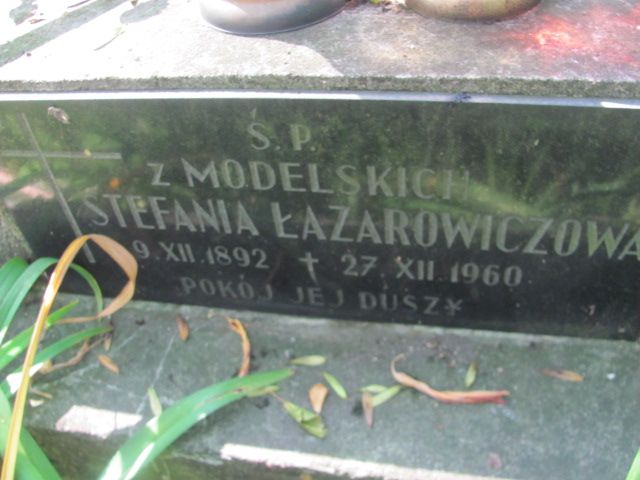 Ś. P.
Z MODELSKICH
STEFANIA ŁAZAROWICZOWA
* 9. XII. 1892 † 27. XII. 1960
POKÓJ JEJ DUSZY